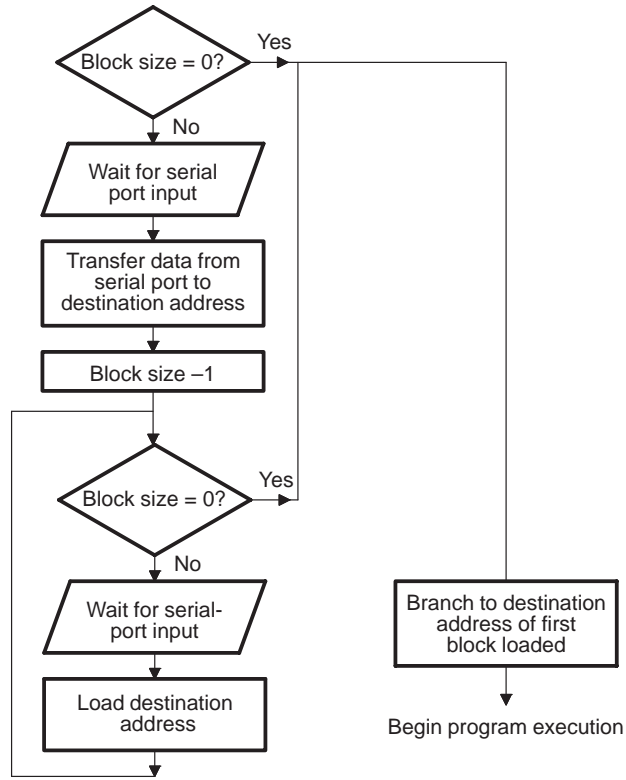 Block size = 0?
Yes
No
Wait for serial
port input
Transfer data from
serial port to
destination address
Block size –1
Block size = 0?
Yes
No
Wait for serial-
port input
Load destination
address
Branch to destination
address of first
block loaded
Begin program execution